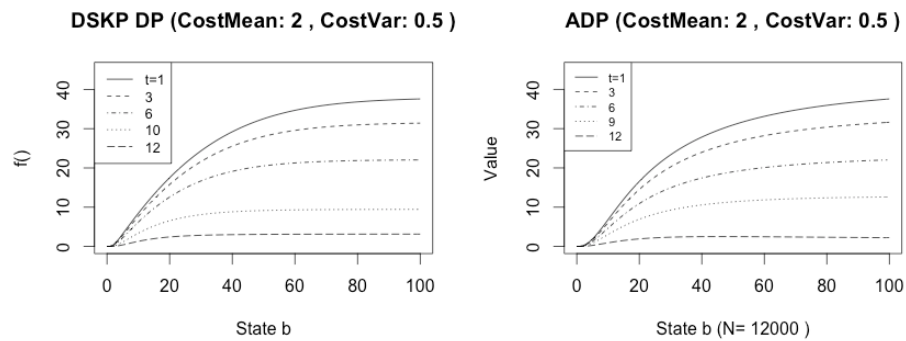 DSKP DP (CostMean: 2 , CostVar: 0.5 )
f()
0 10 20 30 40
t=1
3
6
10
12
0 20 40 60 80 100
State b
ADP (CostMean: 2 , CostVar: 0.5 )
Value
0 10 20 30 40
t=1
3
6
9
12
0 20 40 60 80 100
State b (N= 12000 )